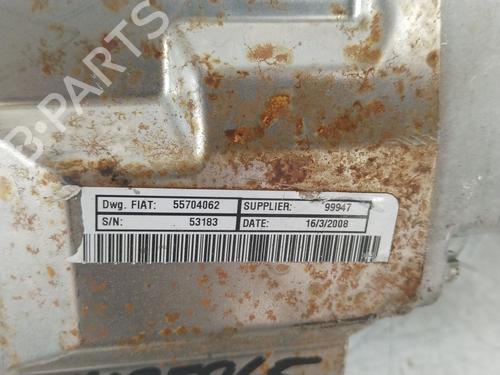 B-PARTS
Dwg. FIAT: 55704062 SUPPLIER: 99947
S/N: 53183 DATE: 16/3/2008